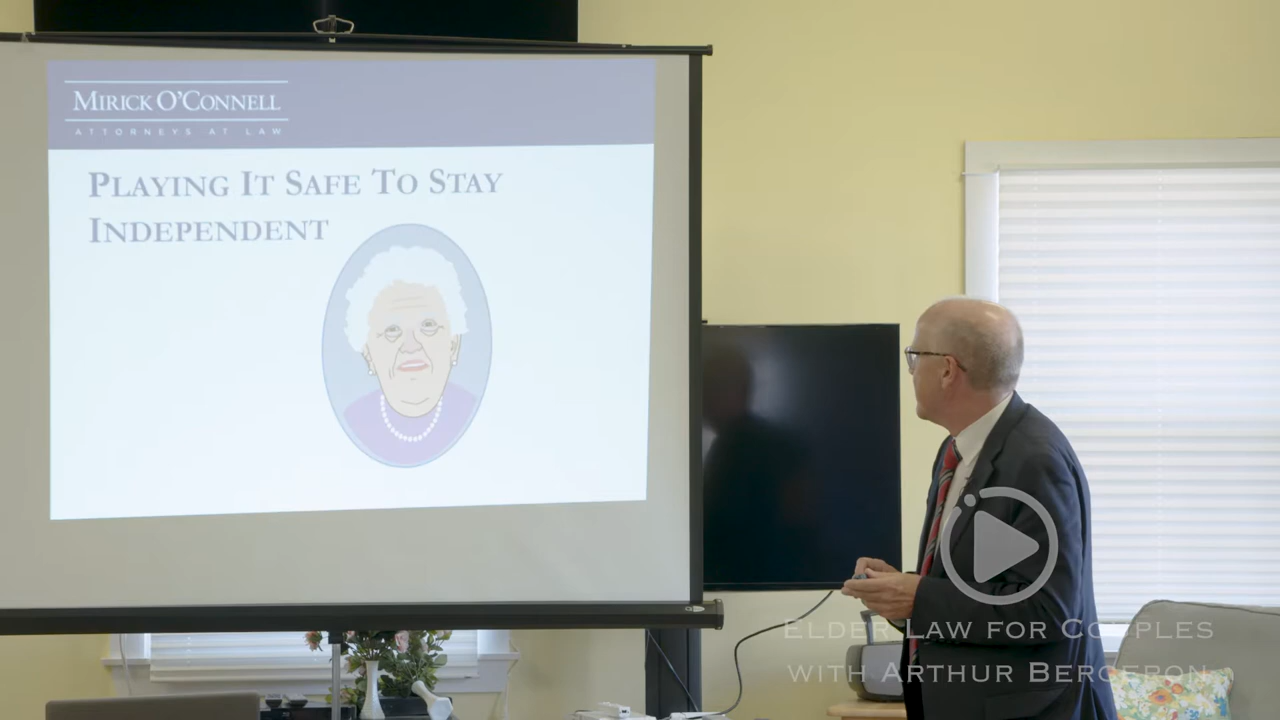 MIRICK O'CONNELL
ATTORNEYS AT LAW
PLAYING IT SAFE TO STAY
INDEPENDENT
ELDER LAW FOR COUPLES
WITH ARTHUR BERGERON